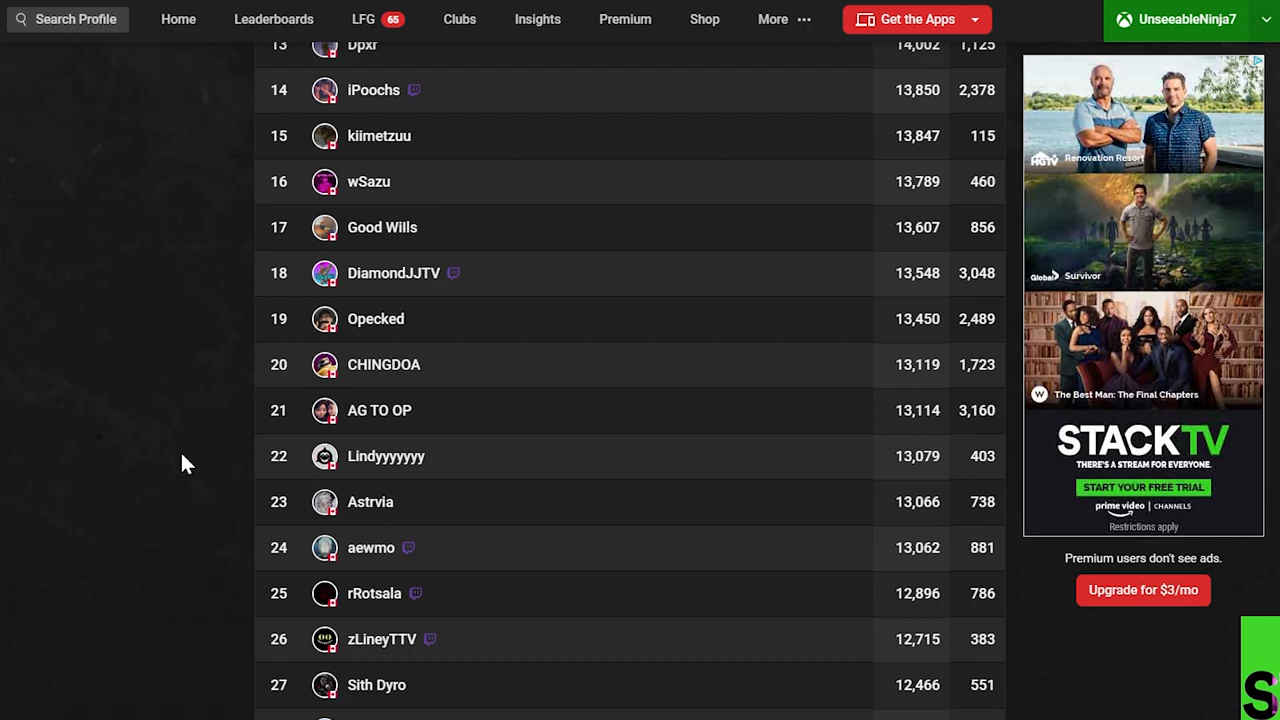 Search Profile
Home
Leaderboards
LFG 65
Clubs
Insights
Premium
Shop
More
Get the Apps
UnseeableNinja7
13 Dpxr 14,002 1,125
14 iPoochs 13,850 2,378
15 kiimetzuu 13,847 115
16 wSazu 13,789 460
17 Good Wills 13,607 856
18 DiamondJJTV 13,548 3,048
19 Opecked 13,450 2,489
20 CHINGDOA 13,119 1,723
21 AG TO OP 13,114 3,160
22 Lindyyyyyyy 13,079 403
23 Astrvia 13,066 738
24 aewmo 13,062 881
25 rRotsala 12,896 786
26 zLineyTTV 12,715 383
27 Sith Dyro 12,466 551
HGTV Renovation Resort
Global Survivor
W The Best Man: The Final Chapters
STACKTV
THERE'S A STREAM FOR EVERYONE.
START YOUR FREE TRIAL
prime video | CHANNELS
Restrictions apply
Premium users don't see ads.
Upgrade for $3/mo
S